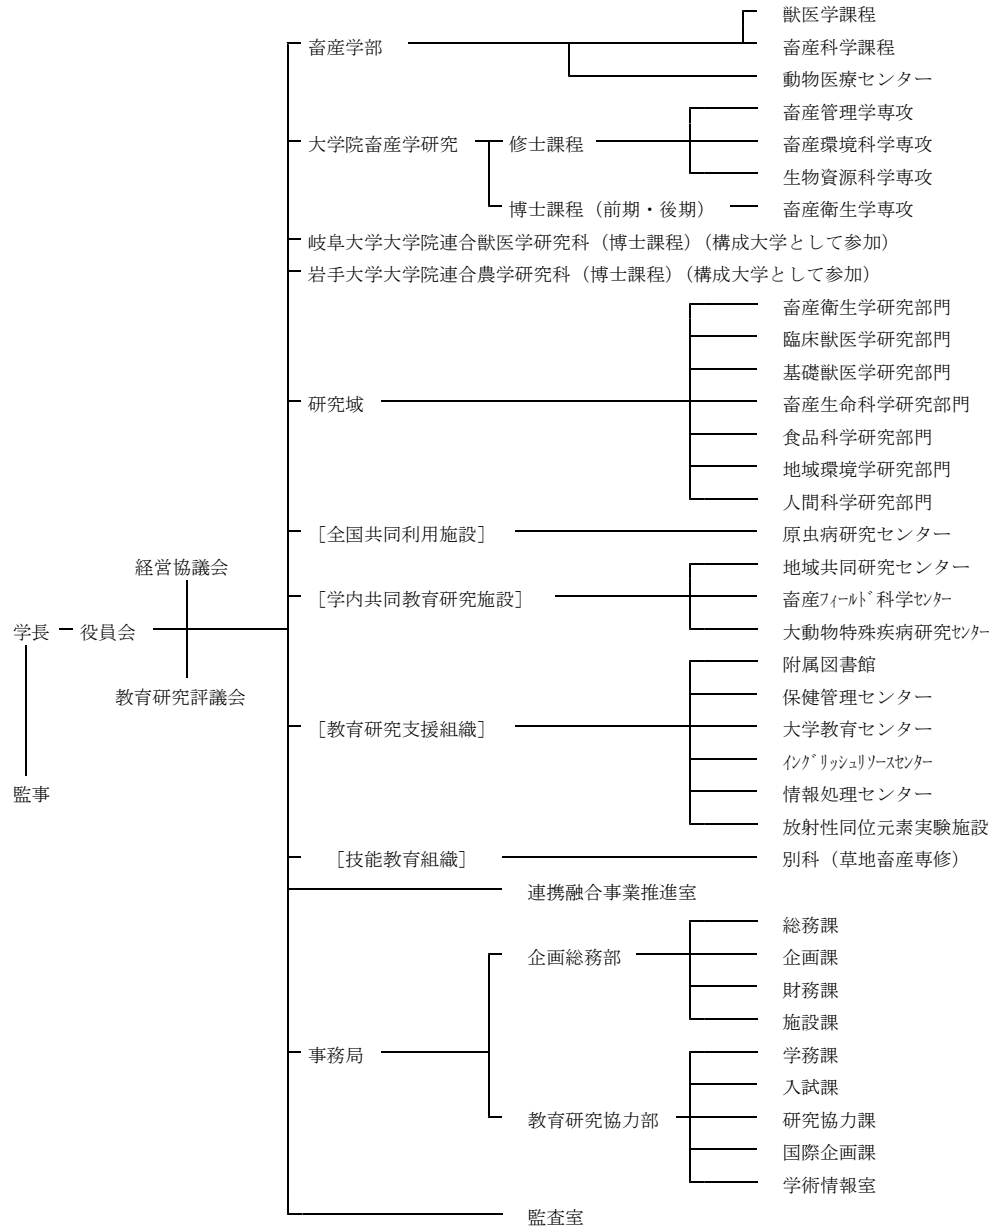 獣医学課程
畜産学部
畜産科学課程
動物医療センター
畜産管理学専攻
大学院畜産学研究
修士課程
畜産環境科学専攻
生物資源科学専攻
博士課程（前期・後期）
畜産衛生学専攻
岐阜大学大学院連合獣医学研究科（博士課程）（構成大学として参加）
岩手大学大学院連合農学研究科（博士課程）（構成大学として参加）
畜産衛生学研究部門
臨床獣医学研究部門
基礎獣医学研究部門
研究域
畜産生命科学研究部門
食品科学研究部門
地域環境学研究部門
人間科学研究部門
［全国共同利用施設］
原虫病研究センター
経営協議会
地域共同研究センター
［学内共同教育研究施設］
畜産ﾌｨｰﾙﾄﾞ科学ｾﾝﾀｰ
学長
役員会
大動物特殊疾病研究ｾﾝﾀｰ
附属図書館
教育研究評議会
保健管理センター
［教育研究支援組織］
大学教育センター
ｲﾝｸﾞﾘｯｼｭﾘｿｰｽｾﾝﾀｰ
監事
情報処理センター
放射性同位元素実験施設
［技能教育組織］
別科（草地畜産専修）
連携融合事業推進室
総務課
企画総務部
企画課
財務課
施設課
事務局
学務課
入試課
教育研究協力部
研究協力課
国際企画課
学術情報室
監査室